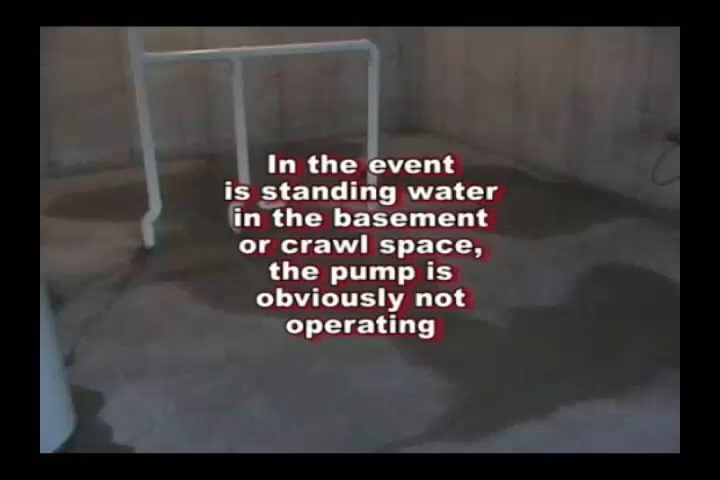 In the event
is standing water
in the basement
or crawl space,
the pump is
obviously not
operating